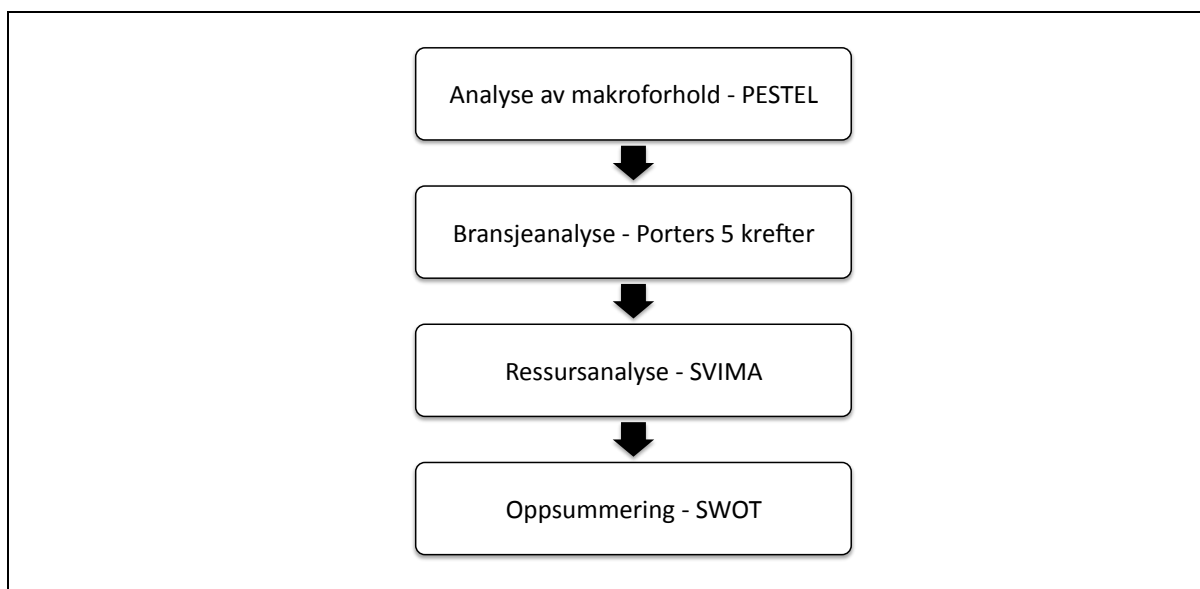 Analyse av makroforhold - PESTEL
Bransjeanalyse - Porters 5 krefter
Ressursanalyse - SVIMA
Oppsummering - SWOT